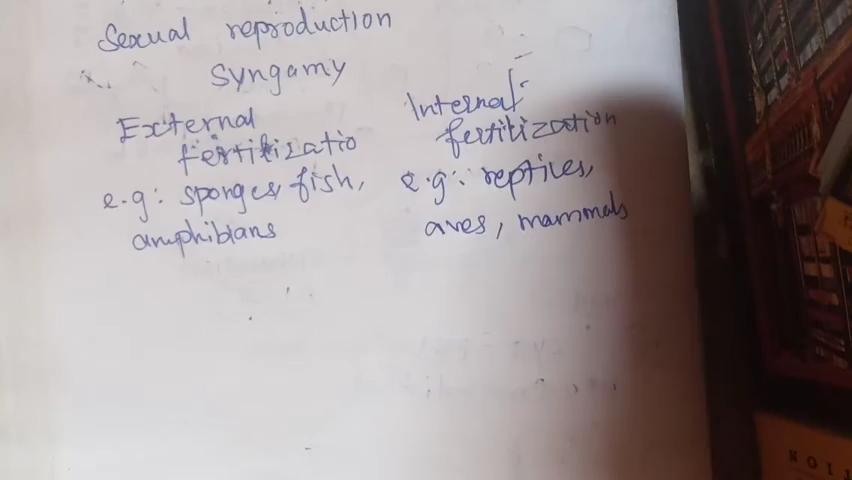 Sexual reproduction
Syngamy
External
fertilizatio
e.g: sponges, fish,
amphibians
Internal
fertilization
e.g: reptiles,
aves, mammals